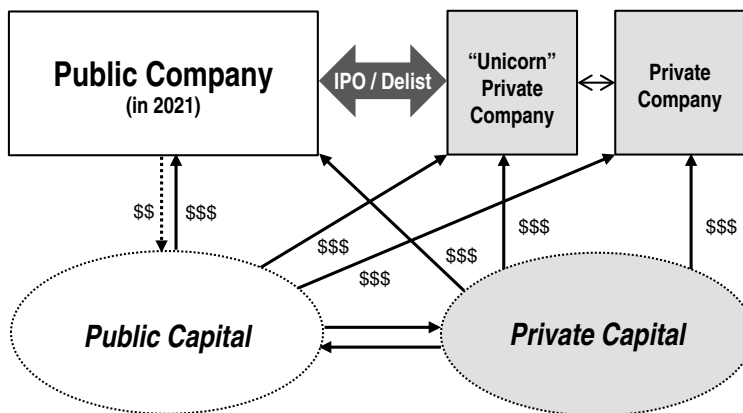 Public Company
(in 2021)
IPO / Delist
“Unicorn”
Private
Company
Private
Company
$$
$$$
$$$
$$$
$$$
$$$
$$$
Public Capital
Private Capital